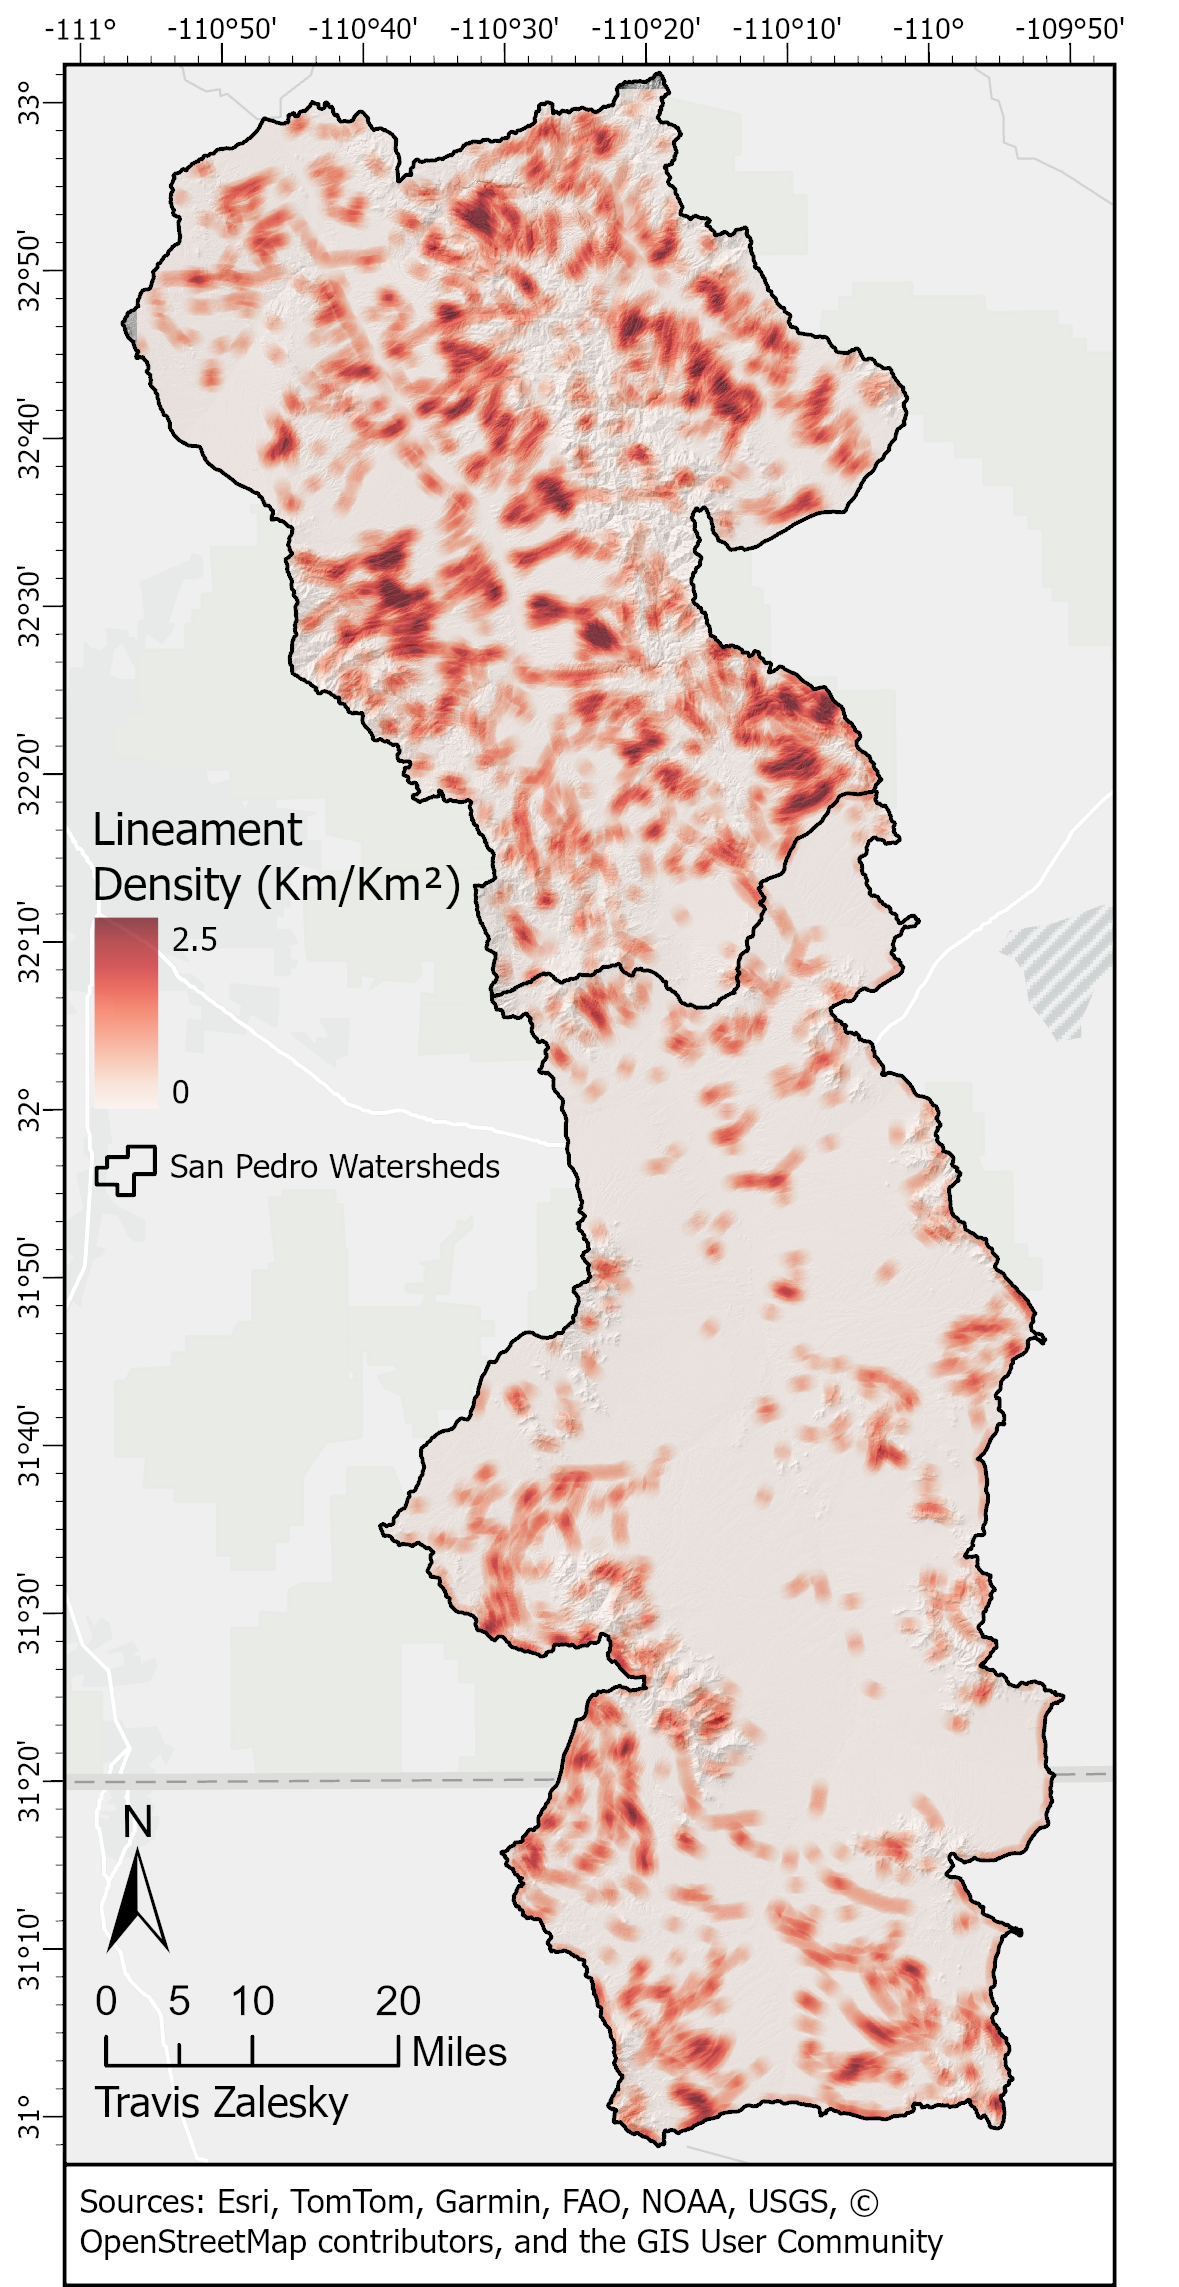 -111° -110°50' -110°40' -110°30' -110°20' -110°10' -110° -109°50'
33°
32°50'
32°40'
32°30'
32°20'
32°10'
32°
31°50'
31°40'
31°30'
31°20'
31°10'
31°
Lineament
Density (Km/Km²)
2.5
0
San Pedro Watersheds
N
0 5 10 20
Miles
Travis Zalesky
Sources: Esri, TomTom, Garmin, FAO, NOAA, USGS, ©
OpenStreetMap contributors, and the GIS User Community